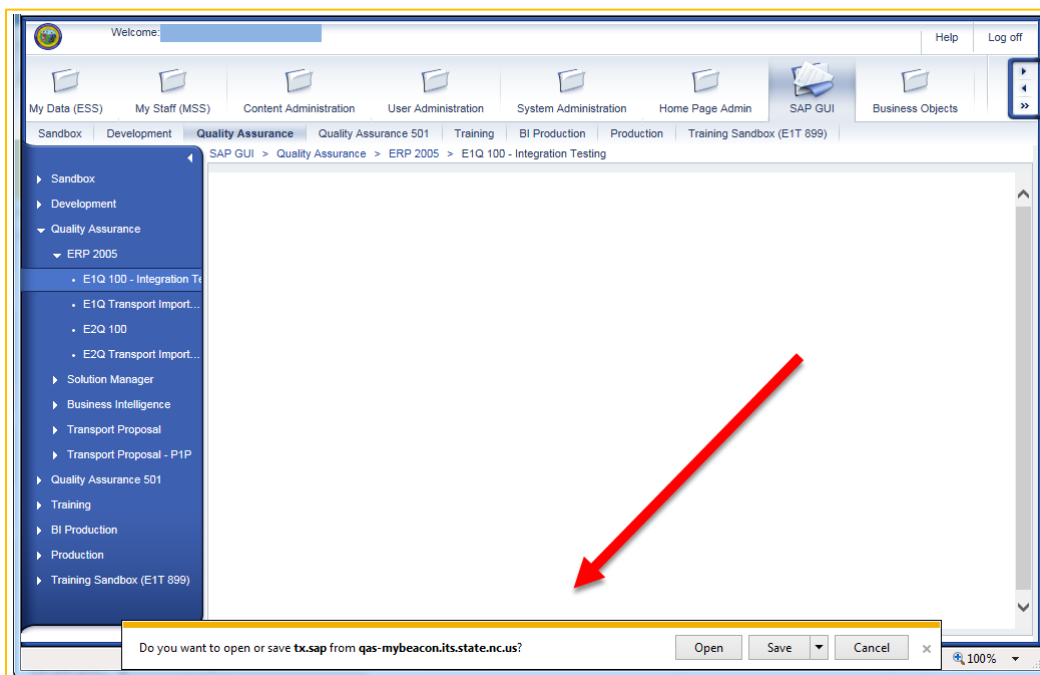 Welcome:
Help
Log off
My Data (ESS)
My Staff (MSS)
Content Administration
User Administration
System Administration
Home Page Admin
SAP GUI
Business Objects
Sandbox
Development
Quality Assurance
Quality Assurance 501
Training
BI Production
Production
Training Sandbox (E1T 899)
SAP GUI > Quality Assurance > ERP 2005 > E1Q 100 - Integration Testing
Sandbox
Development
Quality Assurance
ERP 2005
E1Q 100 - Integration Te
E1Q Transport Import...
E2Q 100
E2Q Transport Import...
Solution Manager
Business Intelligence
Transport Proposal
Transport Proposal - P1P
Quality Assurance 501
Training
BI Production
Production
Training Sandbox (E1T 899)
Do you want to open or save tx.sap from qas-mybeacon.its.state.nc.us?
Open
Save
Cancel
100%